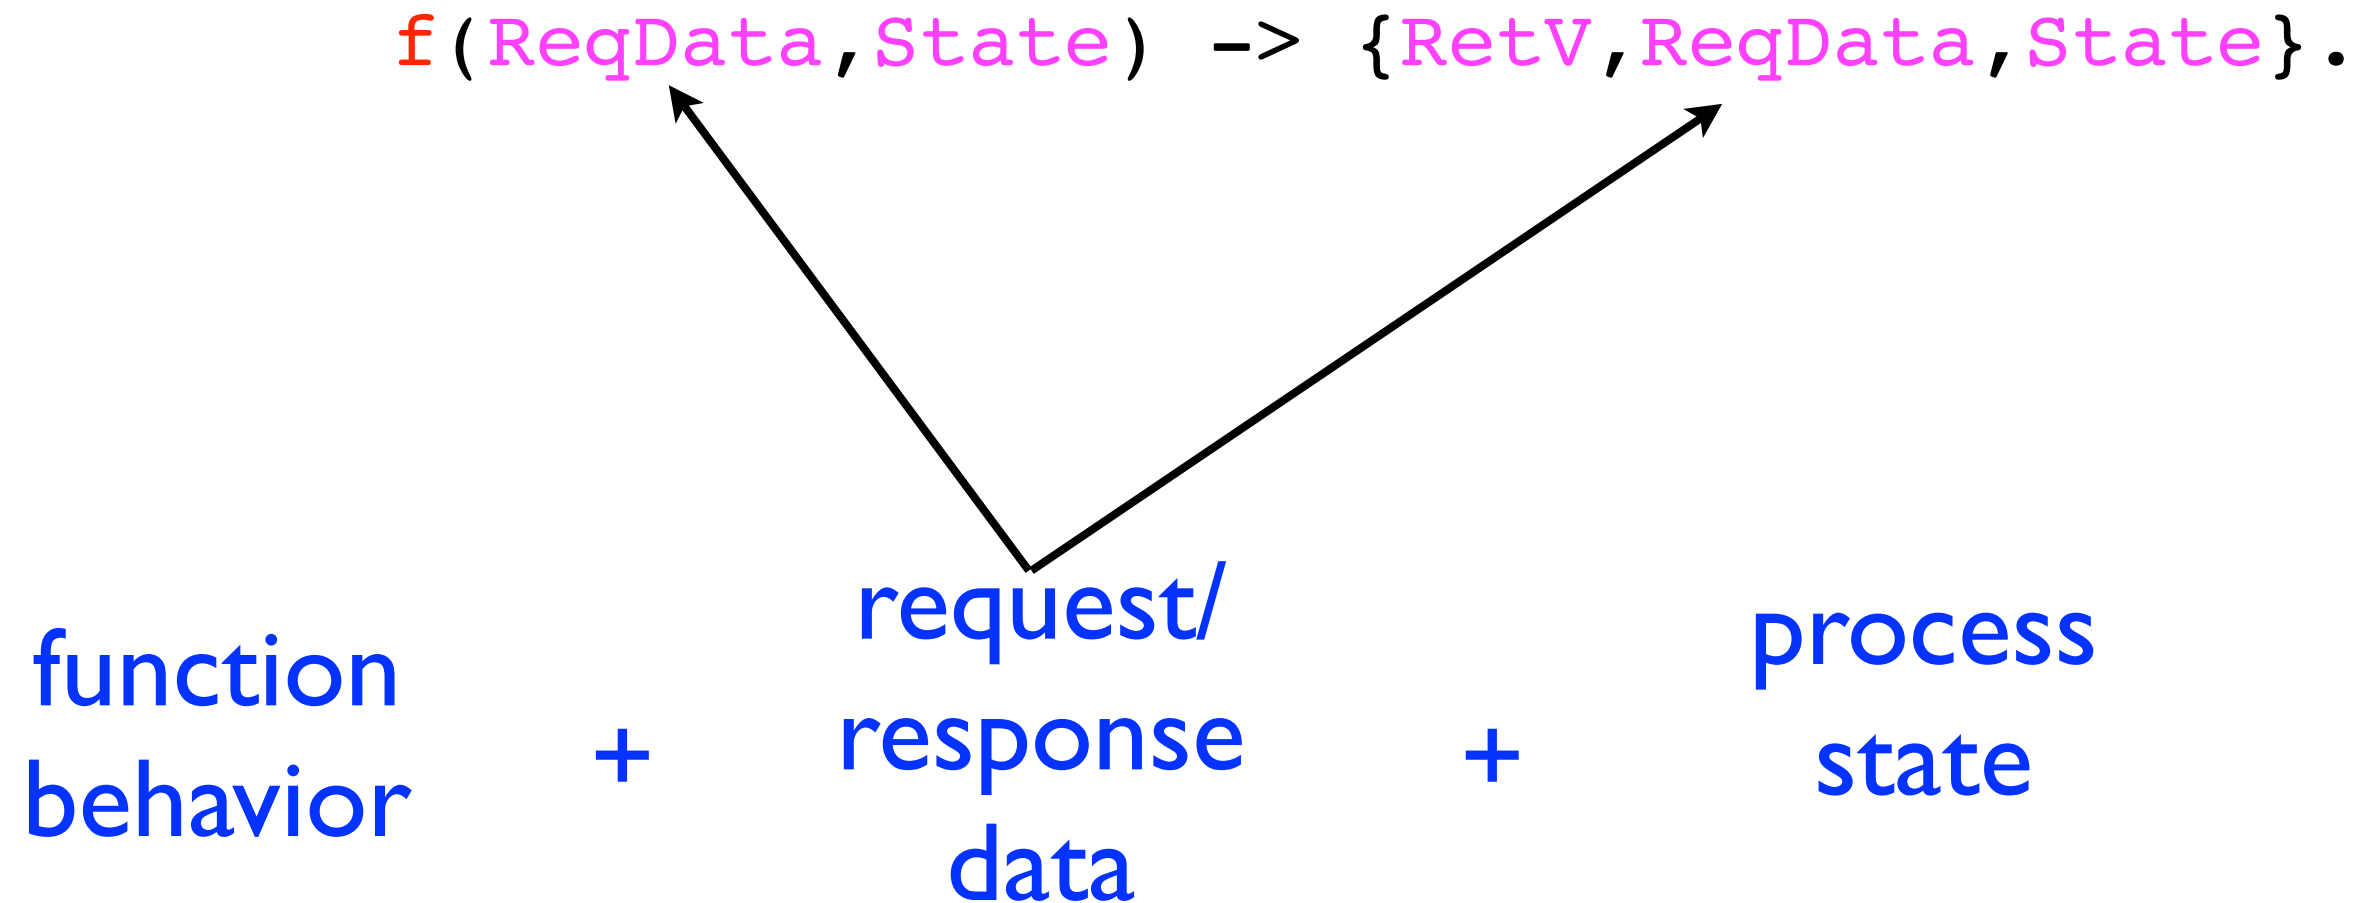 f(ReqData,State) -> {RetV,ReqData,State}.
function
behavior
+
request/
response
data
+
process
state